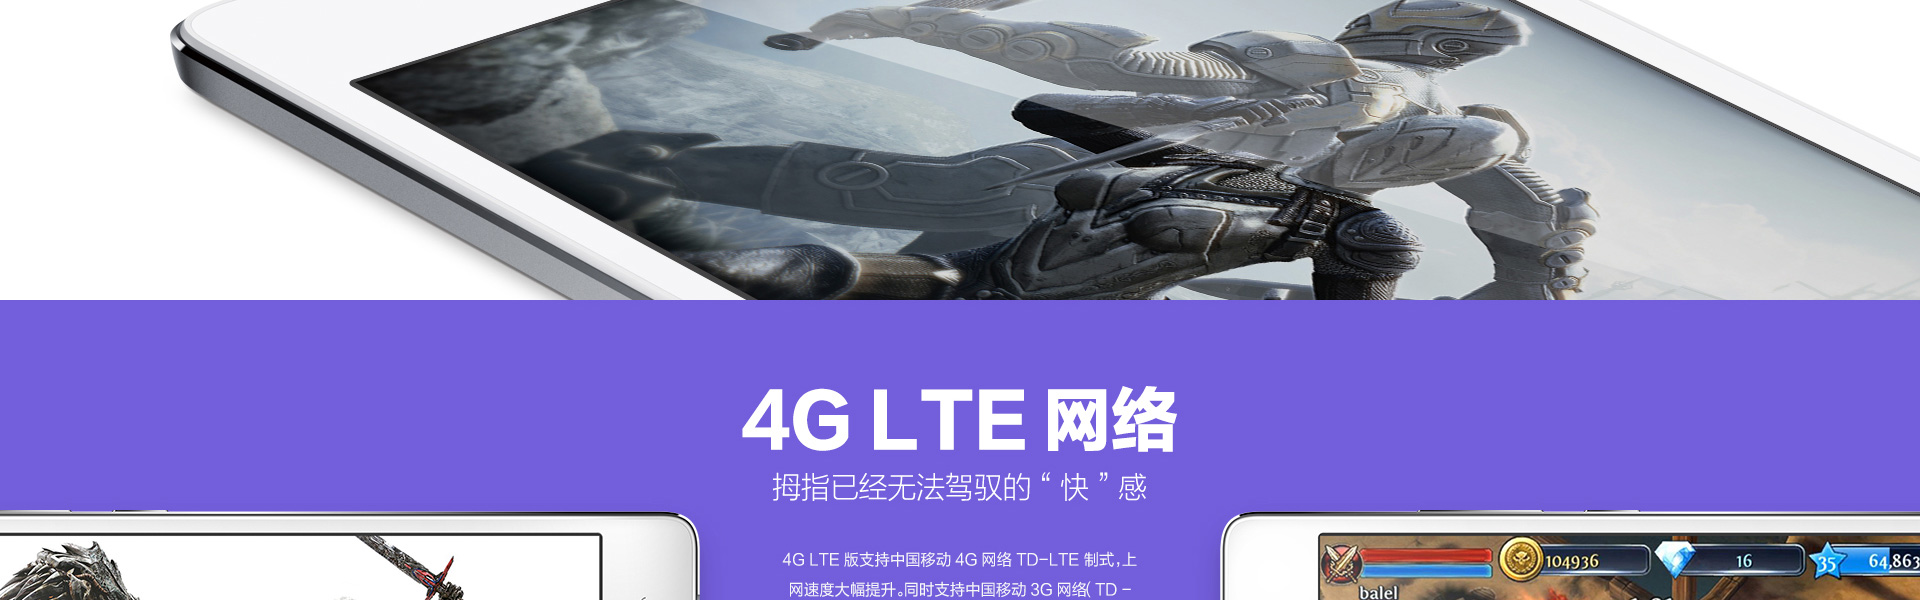 4G LTE 网络
拇指已经无法驾驭的“快”感
4G LTE 版支持中国移动 4G 网络 TD-LTE 制式，上
网速度大幅提升。同时支持中国移动 3G 网络( TD -
104936
16
35
64,863
balel